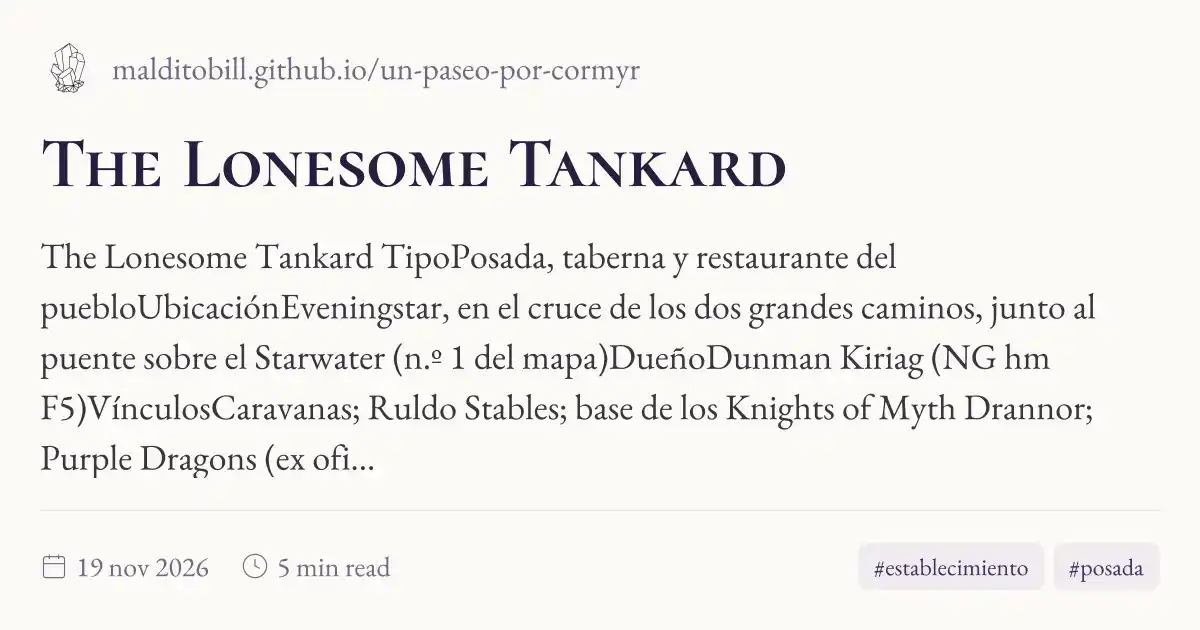 malditobill.github.io/un-paseo-por-cormyr
The Lonesome Tankard
The Lonesome Tankard TipoPosada, taberna y restaurante del
puebloUbicaciónEveningstar, en el cruce de los dos grandes caminos, junto al
puente sobre el Starwater (n.º 1 del mapa)DueñoDunman Kiriag (NG hm
F5)VínculosCaravanas; Ruldo Stables; base de los Knights of Myth Drannor;
Purple Dragons (ex ofi...
19 nov 2026 5 min read #establecimiento #posada